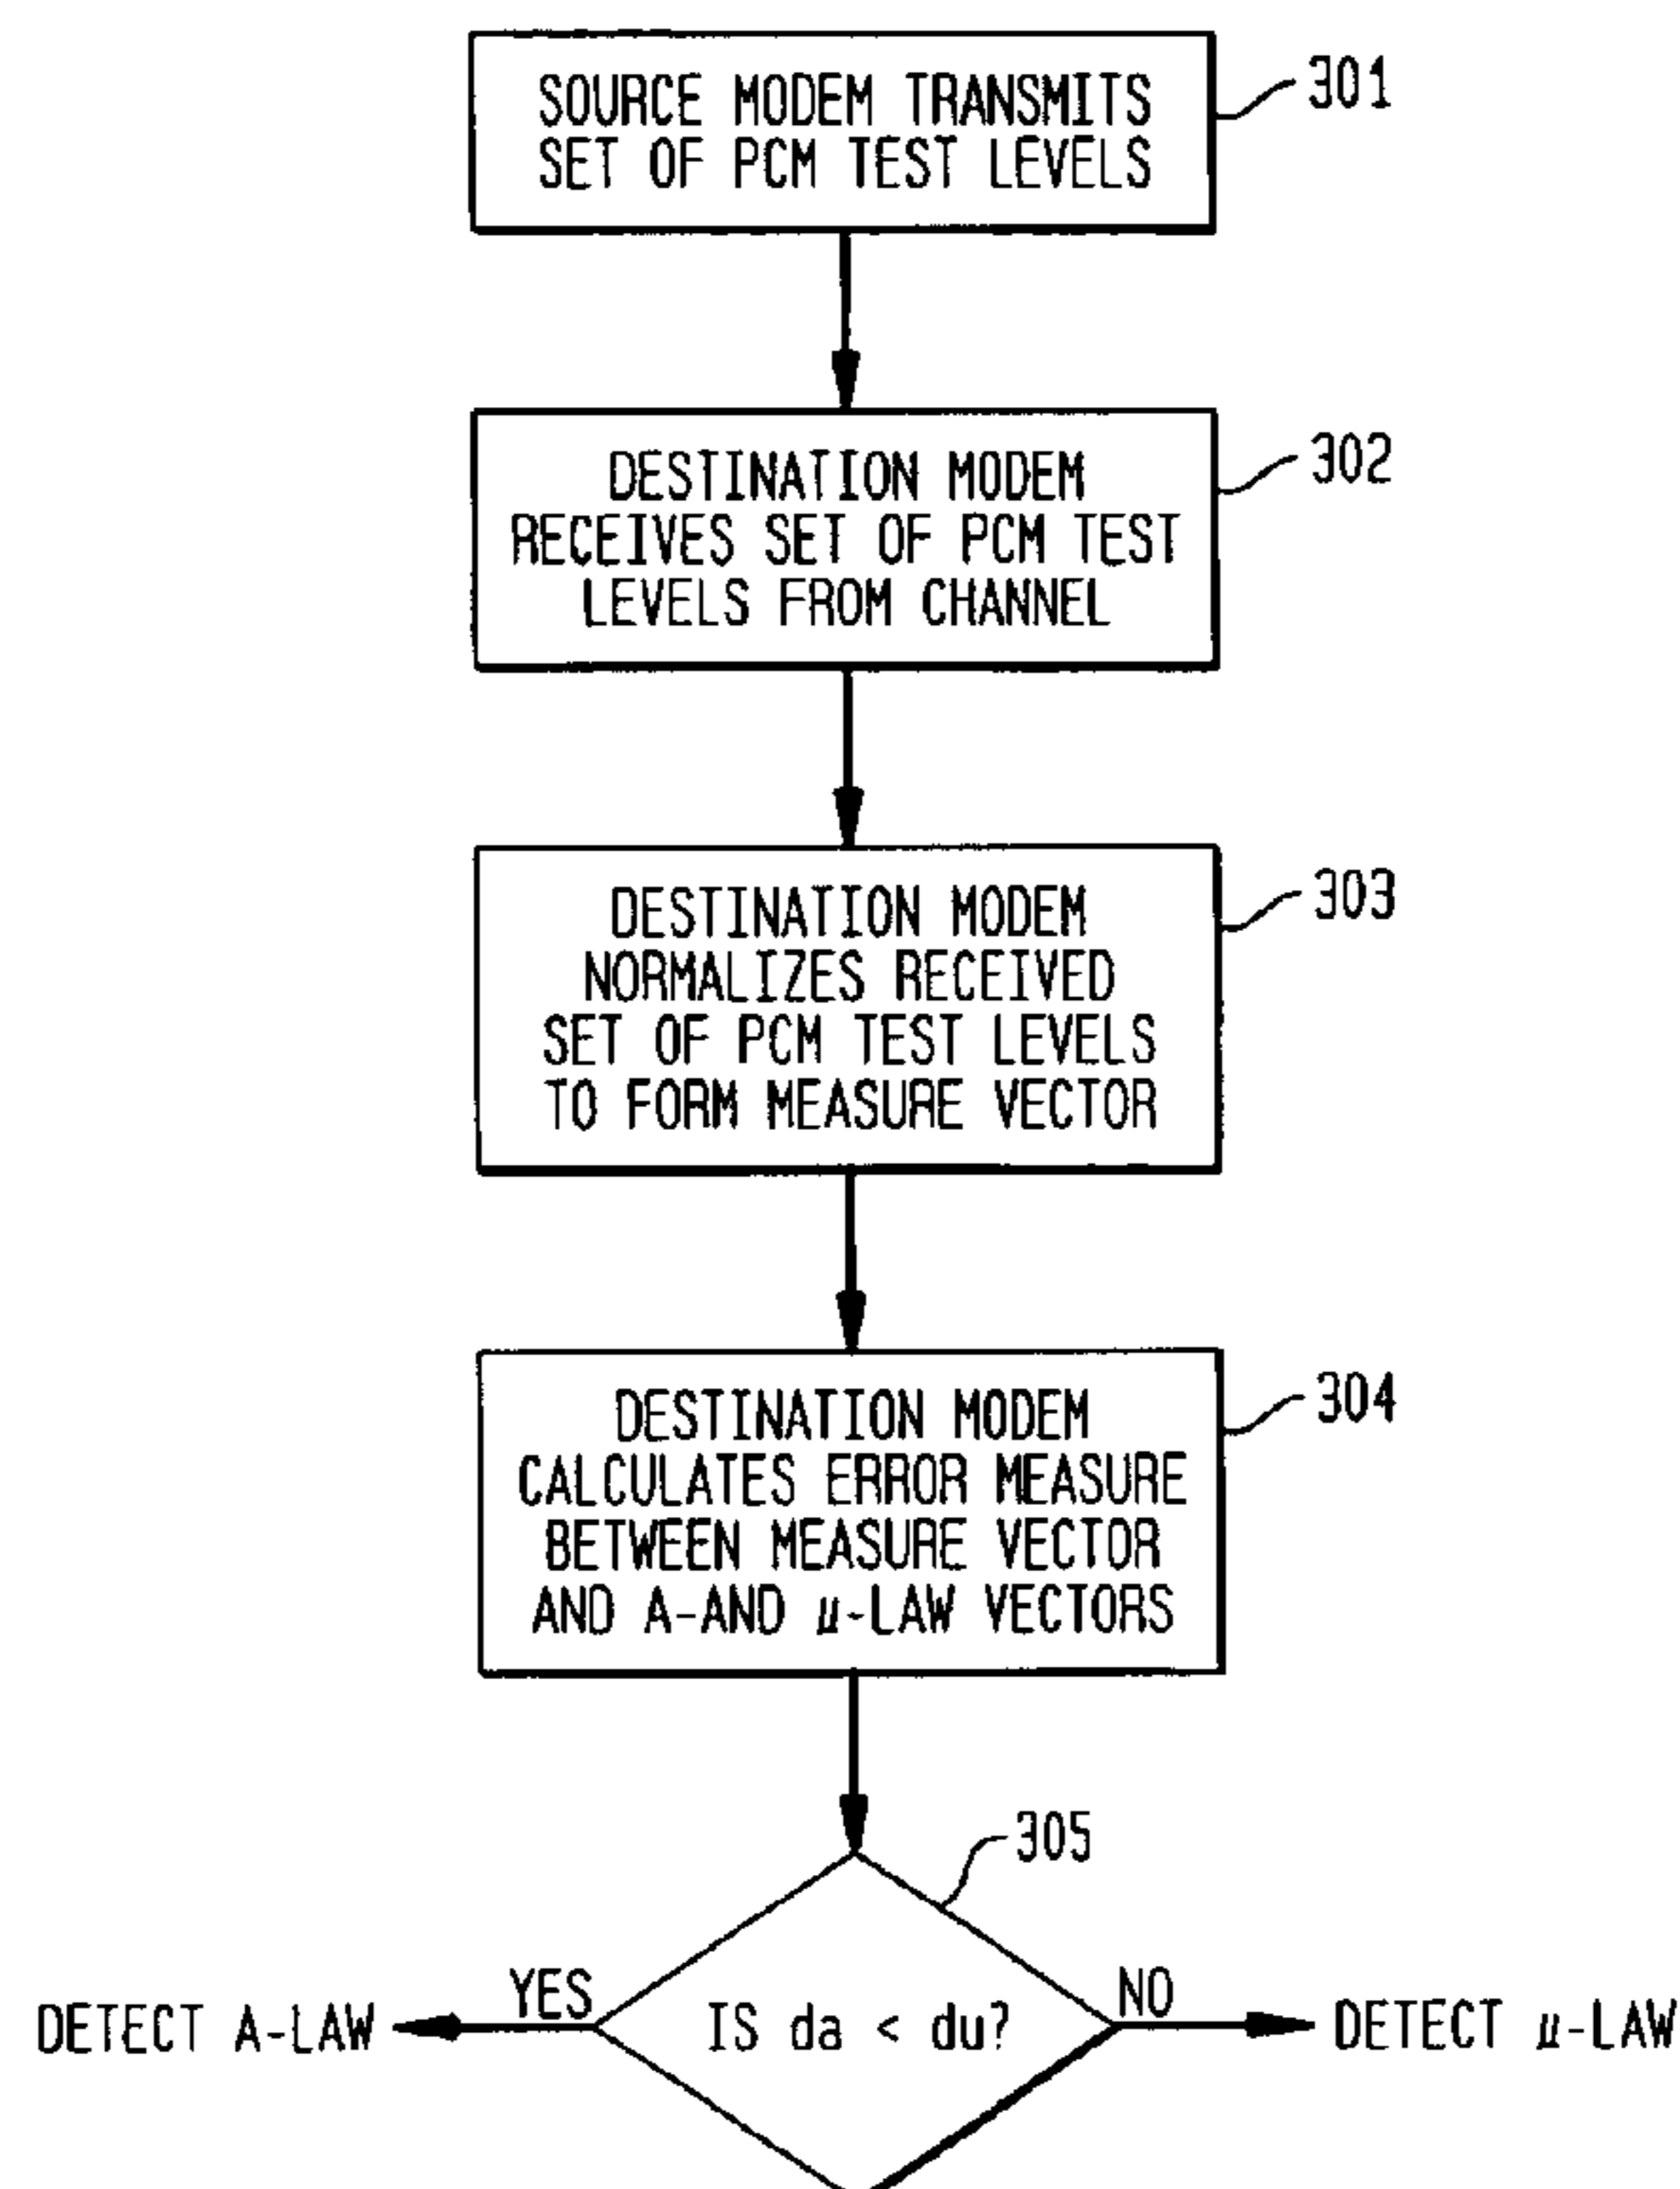 SOURCE MODEM TRANSMITS
SET OF PCM TEST LEVELS
301
DESTINATION MODEM
RECEIVES SET OF PCM TEST
LEVELS FROM CHANNEL
302
DESTINATION MODEM
NORMALIZES RECEIVED
SET OF PCM TEST LEVELS
TO FORM MEASURE VECTOR
303
DESTINATION MODEM
CALCULATES ERROR MEASURE
BETWEEN MEASURE VECTOR
AND A-AND μ-LAW VECTORS
304
305
YES
NO
DETECT A-LAW
IS da < du?
DETECT μ-LAW